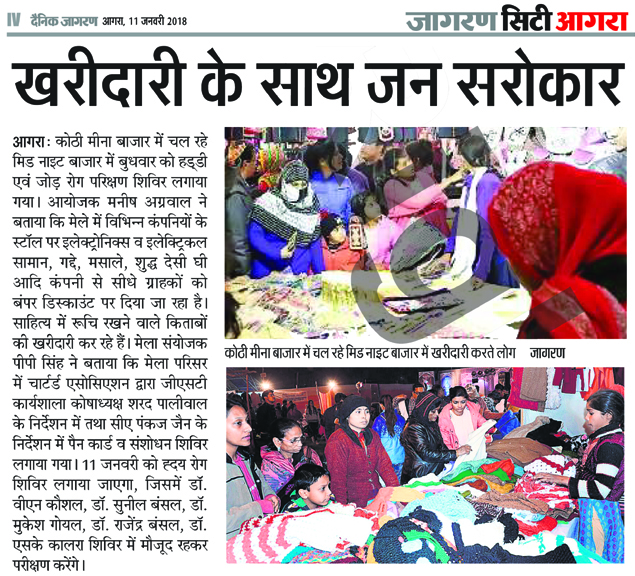 IV दैनिक जागरण आगरा, 11 जनवरी 2018
जागरण सिटी आगरा
खरीदारी के साथ जन सरोकार
आगरा : कोठी मीना बाजार में चल रहे
मिड नाइट बाजार में बुधवार को हड्डी
एवं जोड़ रोग परिक्षण शिविर लगाया
गया। आयोजक मनीष अग्रवाल ने
बताया कि मेले में विभिन्न कंपनियों के
स्टॉल पर इलेक्ट्रोनिक्स व इलेक्ट्रिकल
सामान, गद्दे, मसाले, शुद्ध देसी घी
आदि कंपनी से सीधे ग्राहकों को
बंपर डिस्काउंट पर दिया जा रहा है।
साहित्य में रूचि रखने वाले किताबों
की खरीदारी कर रहे हैं। मेला संयोजक
पीपी सिंह ने बताया कि मेला परिसर
में चार्टर्ड एसोसिएशन द्वारा जीएसटी
कार्यशाला कोषाध्यक्ष शरद पालीवाल
के निर्देशन में तथा सीए पंकज जैन के
निर्देशन में पैन कार्ड व संशोधन शिविर
लगाया गया। 11 जनवरी को ह्दय रोग
शिविर लगाया जाएगा, जिसमें डॉ.
वीएन कौशल, डॉ. सुनील बंसल, डॉ.
मुकेश गोयल, डॉ. राजेंद्र बंसल, डॉ.
एसके कालरा शिविर में मौजूद रहकर
परीक्षण करेंगे।
कोठी मीना बाजार में चल रहे मिड नाइट बाजार में खरीदारी करते लोग जागरण